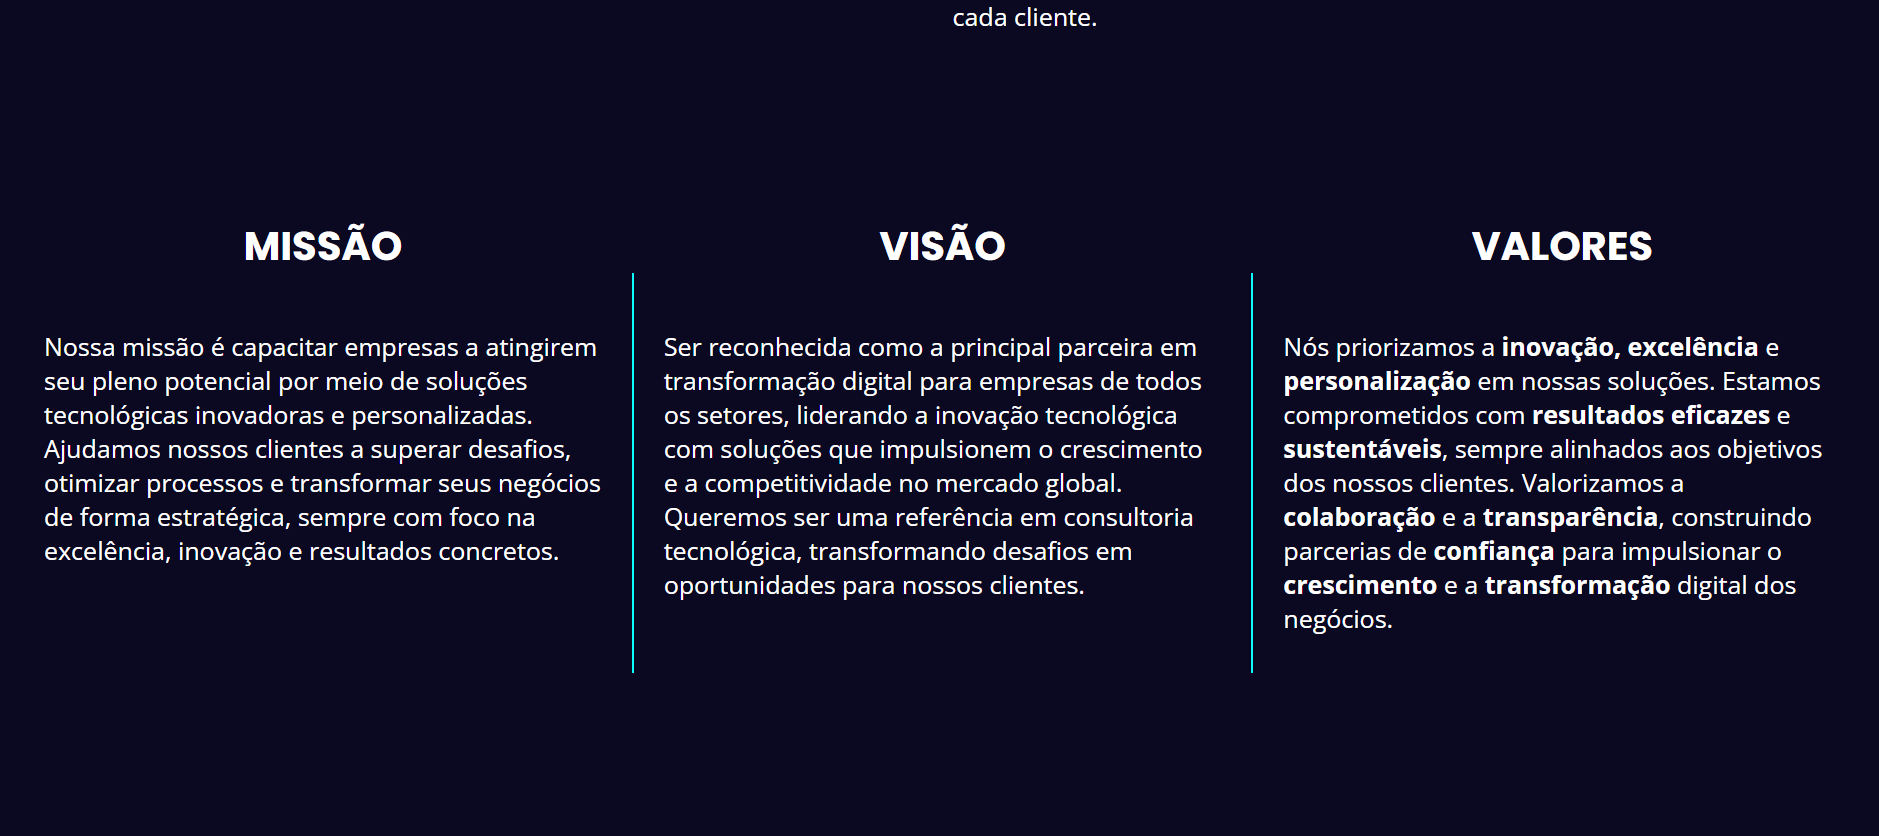 cada cliente.
MISSÃO
Nossa missão é capacitar empresas a atingirem
seu pleno potencial por meio de soluções
tecnológicas inovadoras e personalizadas.
Ajudamos nossos clientes a superar desafios,
otimizar processos e transformar seus negócios
de forma estratégica, sempre com foco na
excelência, inovação e resultados concretos.
VISÃO
Ser reconhecida como a principal parceira em
transformação digital para empresas de todos
os setores, liderando a inovação tecnológica
com soluções que impulsionem o crescimento
e a competitividade no mercado global.
Queremos ser uma referência em consultoria
tecnológica, transformando desafios em
oportunidades para nossos clientes.
VALORES
Nós priorizamos a inovação, excelência e
personalização em nossas soluções. Estamos
comprometidos com resultados eficazes e
sustentáveis, sempre alinhados aos objetivos
dos nossos clientes. Valorizamos a
colaboração e a transparência, construindo
parcerias de confiança para impulsionar o
crescimento e a transformação digital dos
negócios.